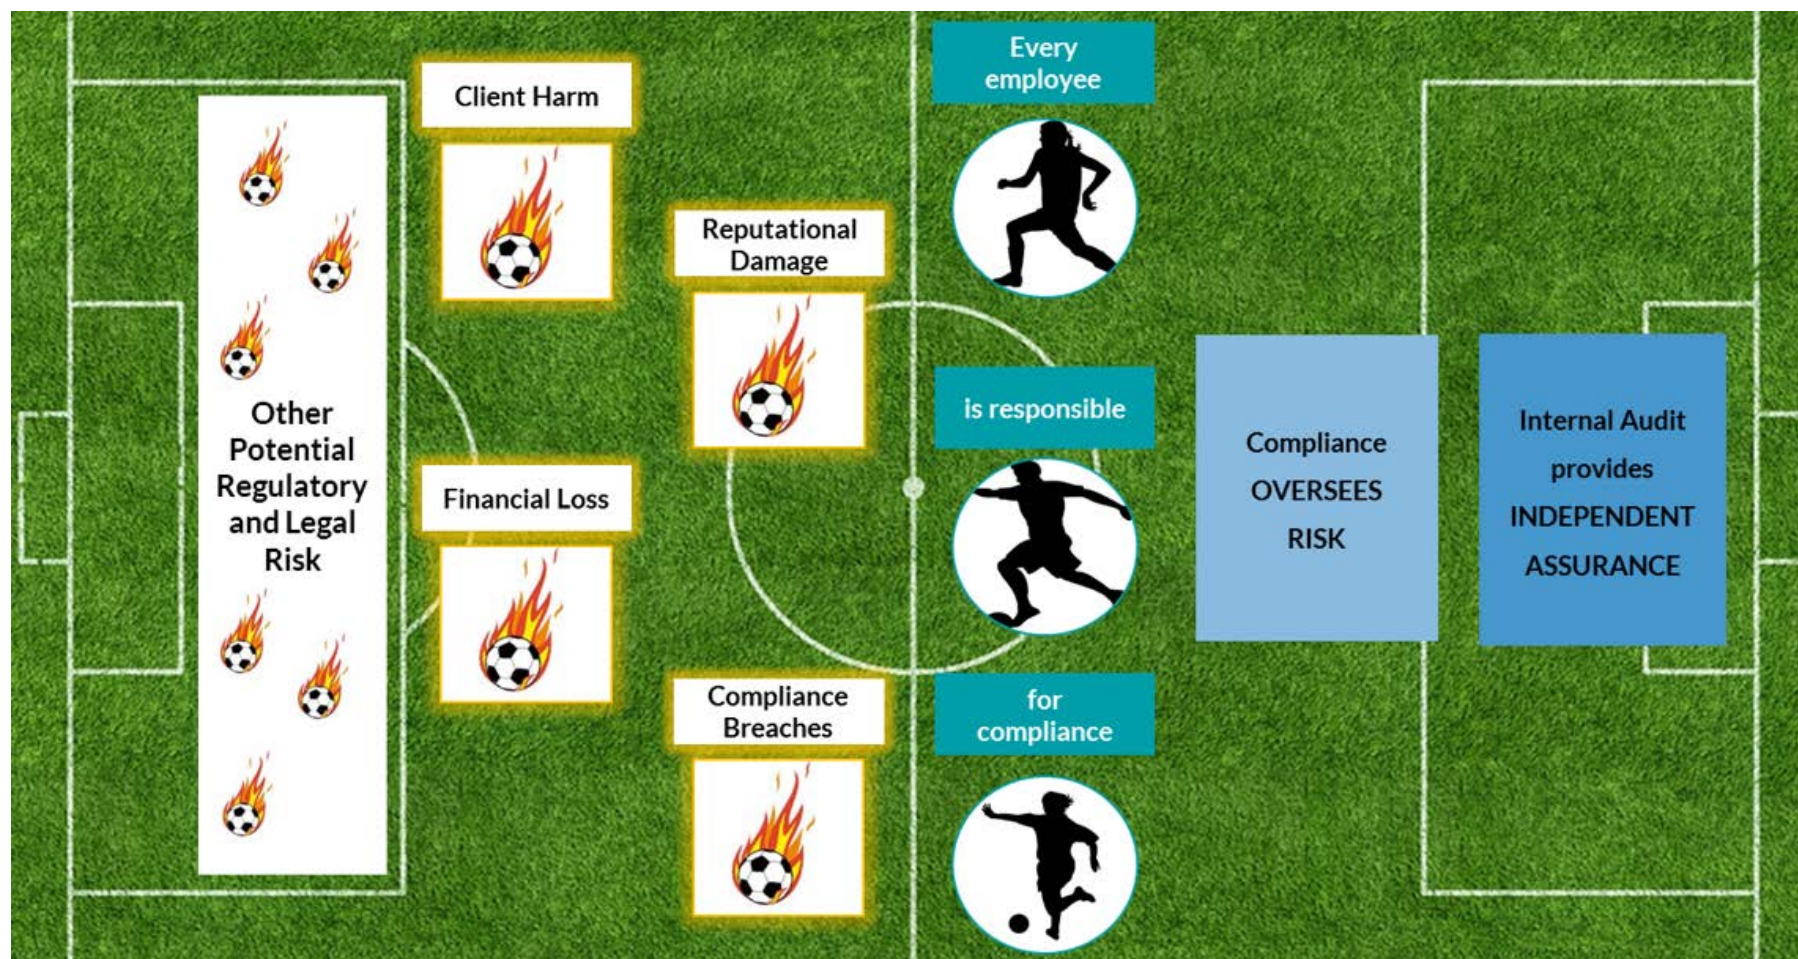 Other
Potential
Regulatory
and Legal
Risk
Client Harm
Financial Loss
Reputational
Damage
Compliance
Breaches
Every
employee
is responsible
for
compliance
Compliance
OVERSEES
RISK
Internal Audit
provides
INDEPENDENT
ASSURANCE